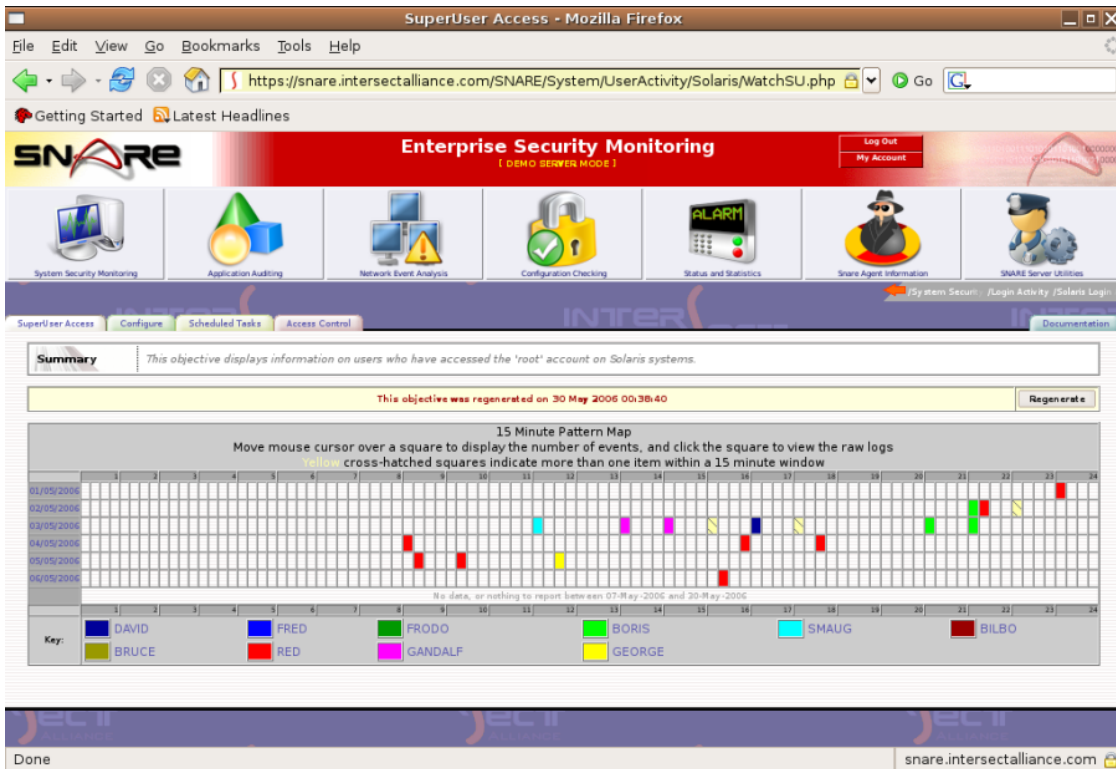 SuperUser Access - Mozilla Firefox
File Edit View Go Bookmarks Tools Help
https://snare.intersectalliance.com/SNARE/System/UserActivity/Solaris/WatchSU.php Go
Getting Started Latest Headlines
SNARE
Enterprise Security Monitoring
[ DEMO SERVER MODE ]
Log Out
My Account
ALARM
System Security Monitoring Application Auditing Network Event Analysis Configuration Checking Status and Statistics Snare Agent Information SNARE Server Utilities
/System Securit /Login Activity /Solaris Login
SuperUser Access Configure Scheduled Tasks Access Control Documentation
Summary This objective displays information on users who have accessed the 'root' account on Solaris systems.
This objective was regenerated on 30 May 2006 00:38:40 Regenerate
15 Minute Pattern Map
Move mouse cursor over a square to display the number of events, and click the square to view the raw logs
Yellow cross-hatched squares indicate more than one item within a 15 minute window
1 2 3 4 5 6 7 8 9 10 11 12 13 14 15 16 17 18 19 20 21 22 23 24
01/05/2006
02/05/2006
03/05/2006
04/05/2006
05/05/2006
06/05/2006
No data, or nothing to report between 07-May-2006 and 30-May-2006
1 2 3 4 5 6 7 8 9 10 11 12 13 14 15 16 17 18 19 20 21 22 23 24
Key:
DAVID FRED FRODO BORIS SMAUG BILBO
BRUCE RED GANDALF GEORGE
Done snare.intersectalliance.com